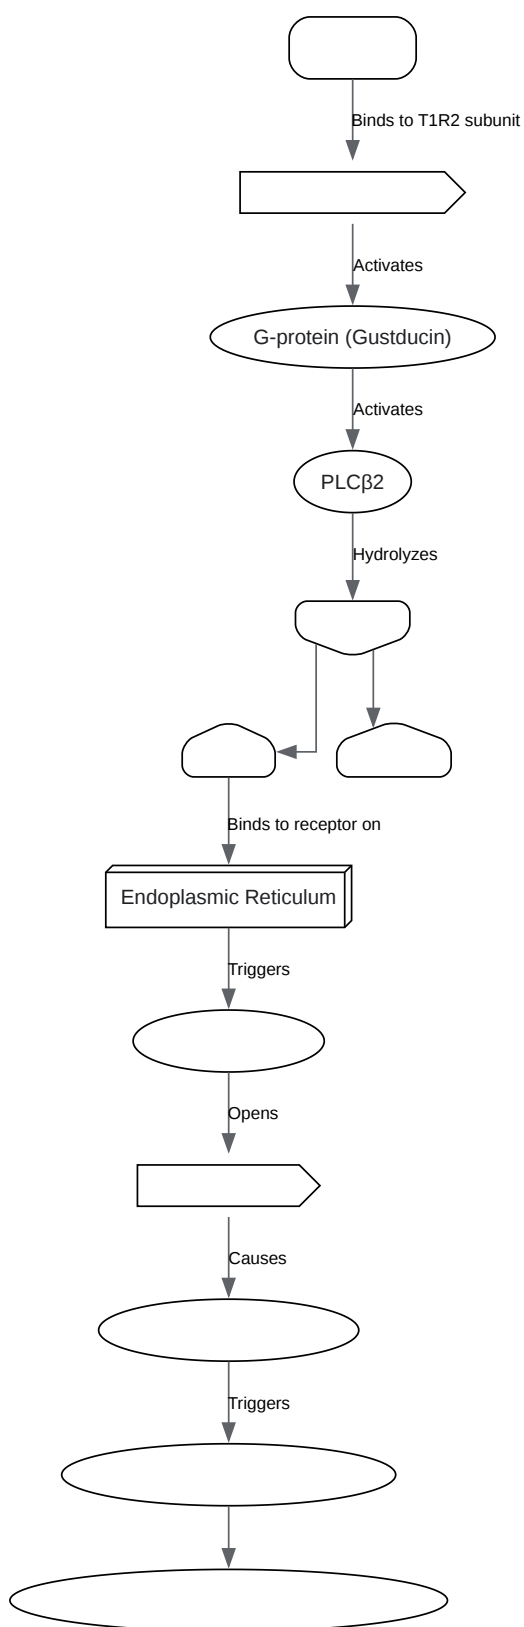 Binds to T1R2 subunit
Activates
G-protein (Gustducin)
Activates
PLCβ2
Hydrolyzes
Binds to receptor on
Endoplasmic Reticulum
Triggers
Opens
Causes
Triggers